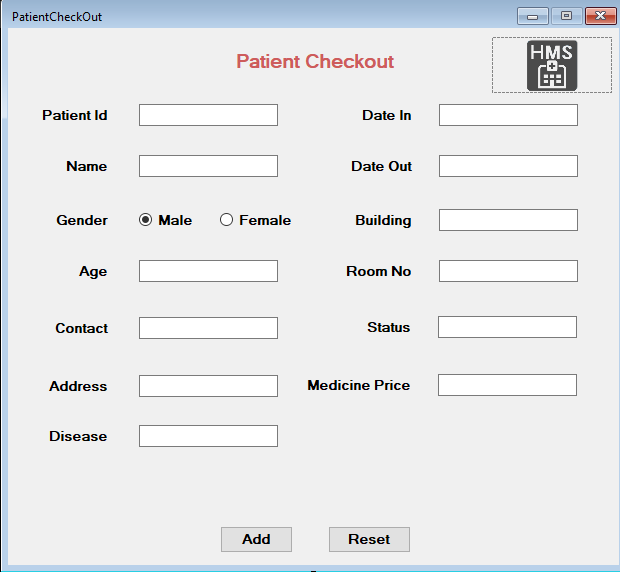 PatientCheckOut
Patient Checkout
HMS
Patient Id
Date In
Name
Date Out
Gender
Male
Female
Building
Age
Room No
Contact
Status
Address
Medicine Price
Disease
Add
Reset